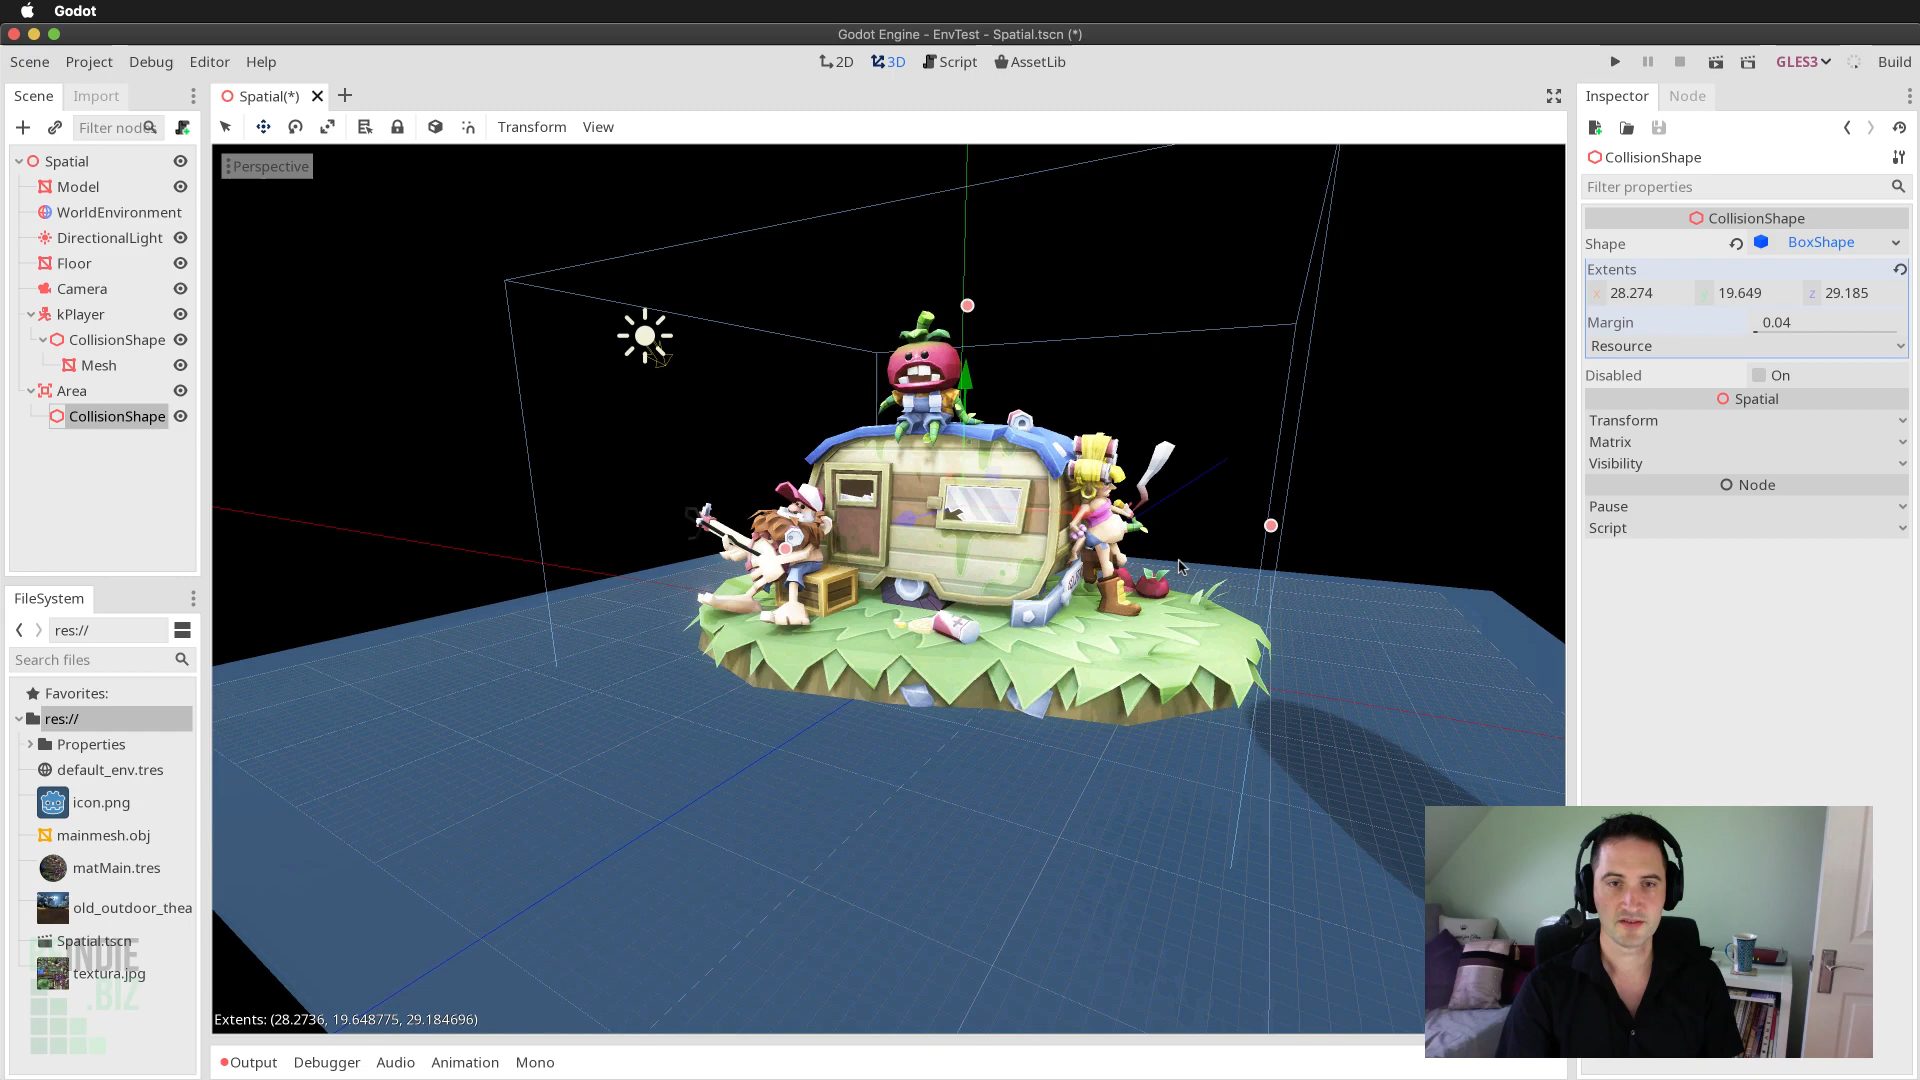 Godot
Godot Engine - EnvTest - Spatial.tscn (*)
Scene Project Debug Editor Help
2D 3D Script AssetLib
GLES3 Build
Scene Import
Spatial(*)
Inspector Node
Filter nodes
Transform View
Perspective
Spatial
Model
WorldEnvironment
DirectionalLight
Floor
Camera
kPlayer
CollisionShape
Mesh
Area
CollisionShape
CollisionShape
Filter properties
CollisionShape
Shape BoxShape
Extents
x 28.274 y 19.649 z 29.185
Margin 0.04
Resource
Disabled On
Spatial
Transform
Matrix
Visibility
Node
Pause
Script
FileSystem
res://
Search files
Favorites:
res://
Properties
default_env.tres
icon.png
mainmesh.obj
matMain.tres
old_outdoor_thea
Spatial.tscn
textura.jpg
INDIE
.BIZ
Extents: (28.2736, 19.648775, 29.184696)
Output Debugger Audio Animation Mono